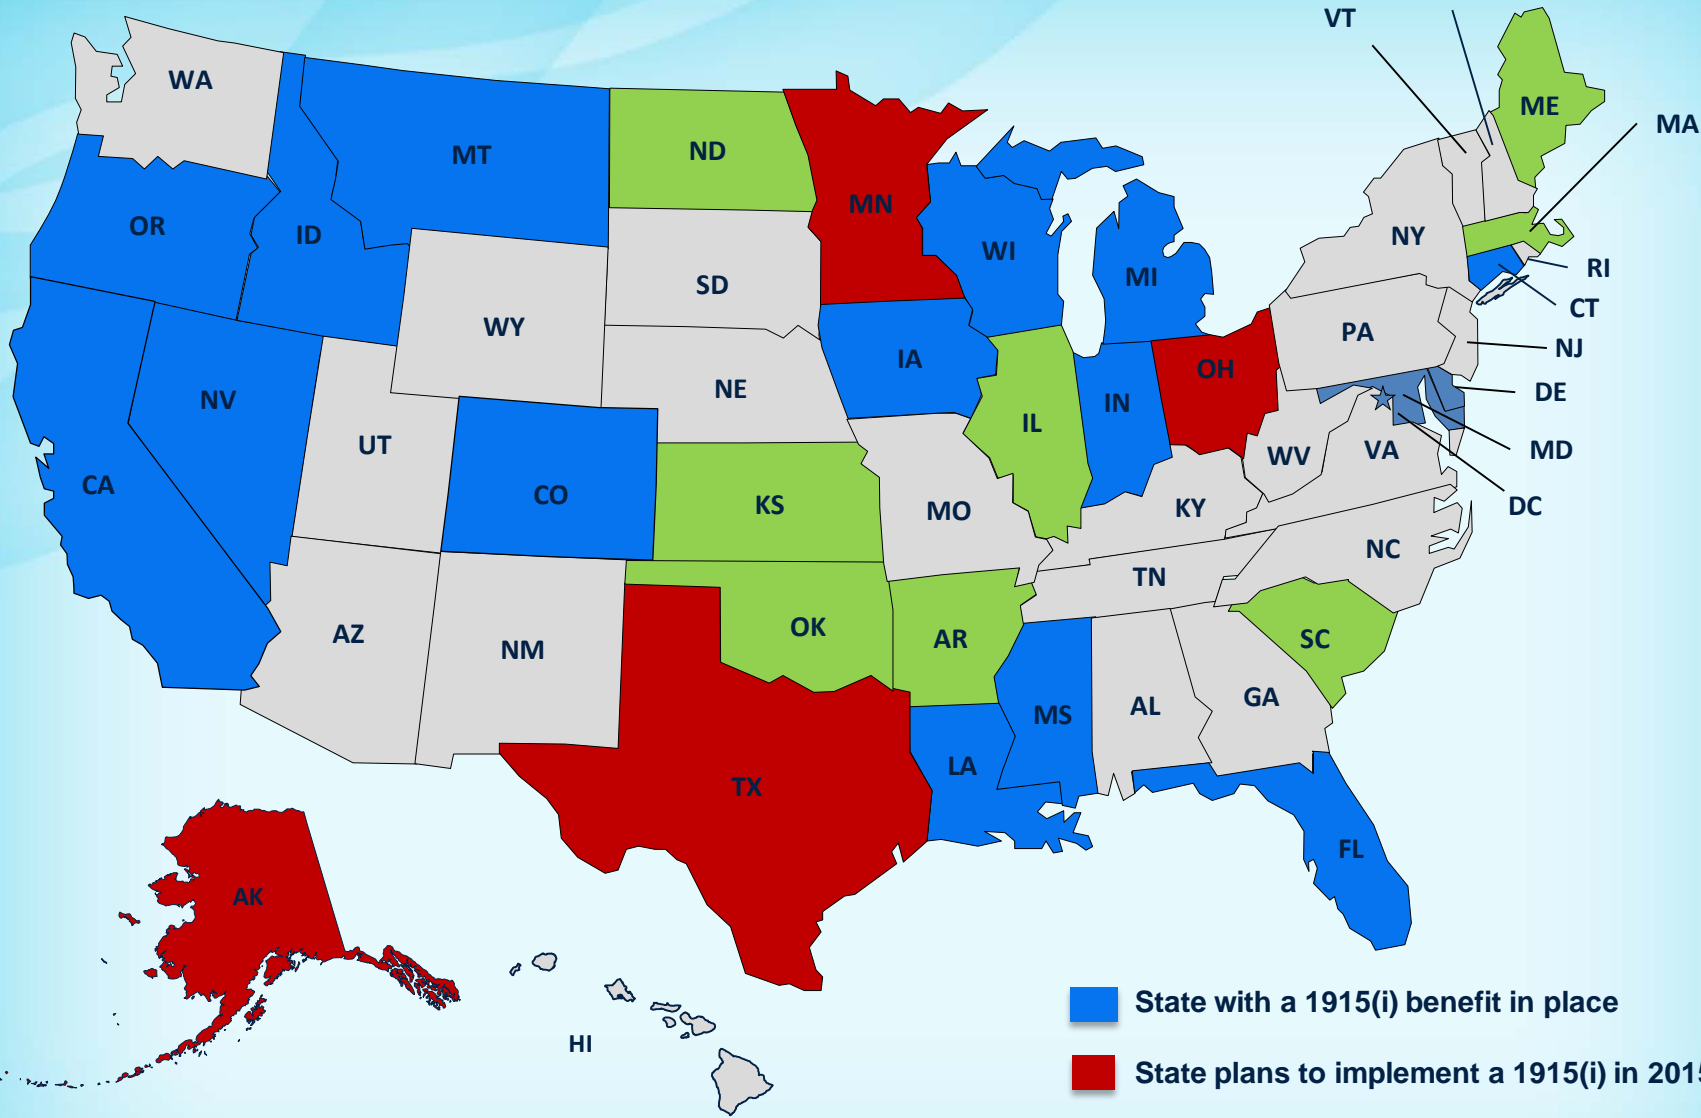 VT
WA
ME
MA
MT
ND
MN
OR
ID
WI
NY
MI
RI
SD
CT
WY
PA
NJ
IA
OH
NE
DE
NV
IN
IL
UT
MD
WV
VA
CA
CO
KS
MO
KY
DC
NC
TN
AZ
OK
AR
SC
NM
GA
AL
MS
LA
TX
FL
AK
State with a 1915(i) benefit in place
HI
State plans to implement a 1915(i) in 2015